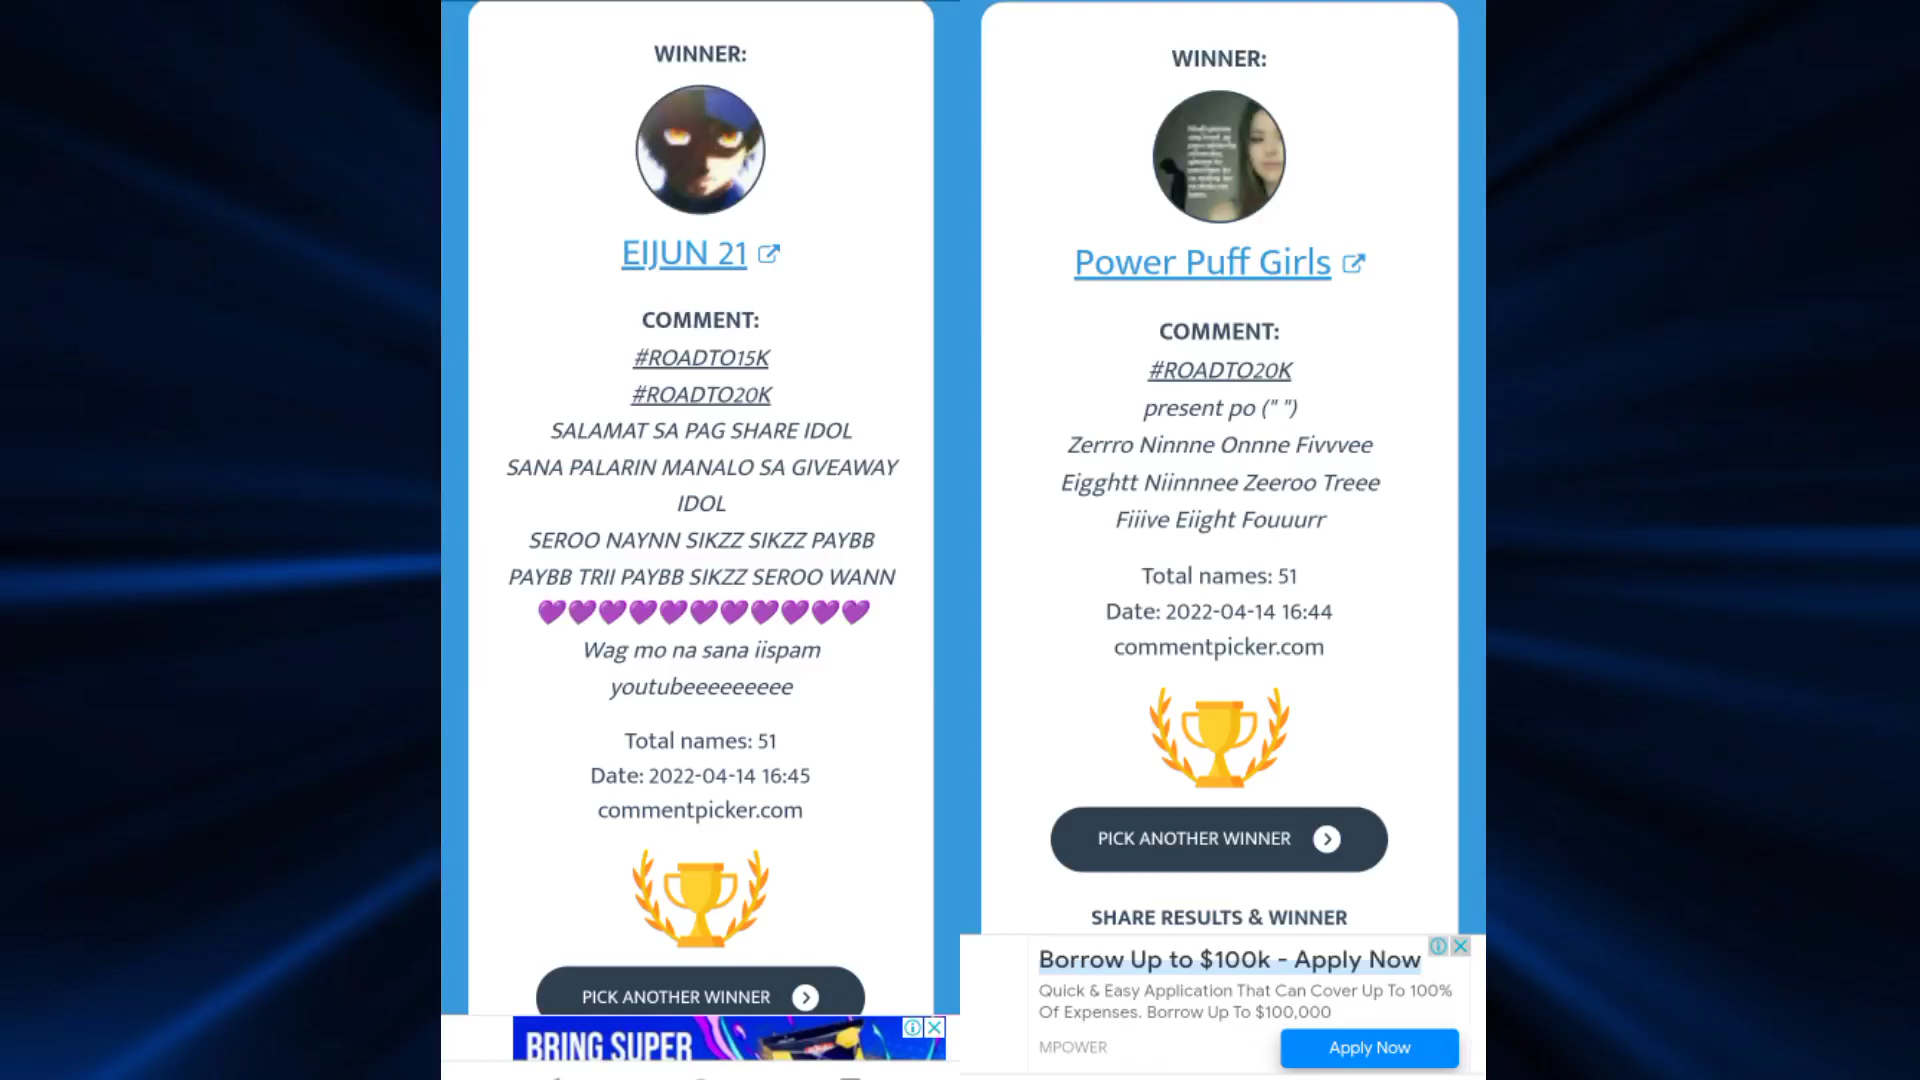 WINNER:
EIJUN 21
COMMENT:
#ROADTO15K
#ROADTO20K
SALAMAT SA PAG SHARE IDOL
SANA PALARIN MANALO SA GIVEAWAY
IDOL
SEROO NAYNN SIKZZ SIKZZ PAYBB
PAYBB TRII PAYBB SIKZZ SEROO WANN
💜💜💜💜💜💜💜💜💜💜💜
Wag mo na sana iispam
youtubeeeeeeeee
Total names: 51
Date: 2022-04-14 16:45
commentpicker.com
PICK ANOTHER WINNER
BRING SUPER
WINNER:
Power Puff Girls
COMMENT:
#ROADTO20K
present po (" ")
Zerrro Ninnne Onnne Fivvvee
Eigghtt Niinnnee Zeeroo Treee
Fiiive Eiight Fouuurr
Total names: 51
Date: 2022-04-14 16:44
commentpicker.com
PICK ANOTHER WINNER
SHARE RESULTS & WINNER
Borrow Up to $100k - Apply Now
Quick & Easy Application That Can Cover Up To 100%
Of Expenses. Borrow Up To $100,000
MPOWER
Apply Now